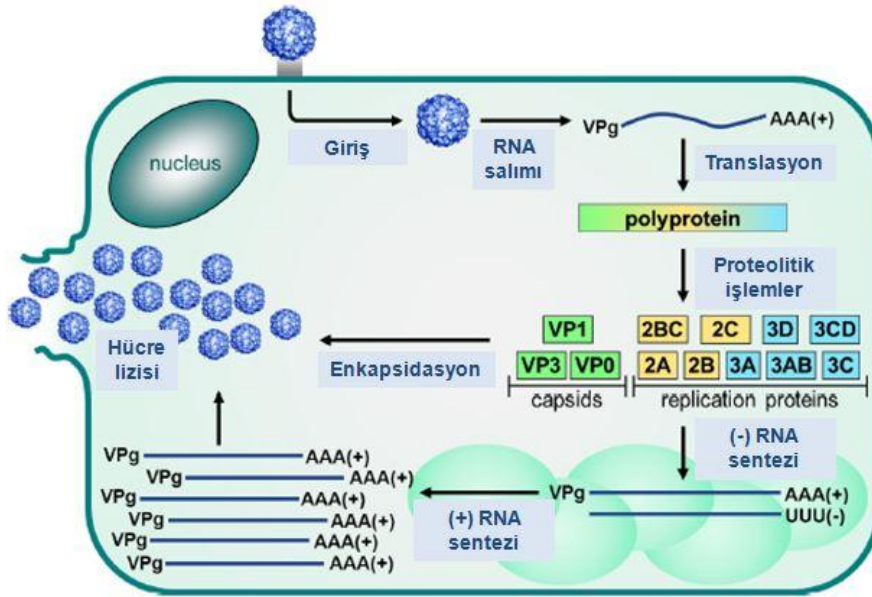 nucleus
Giriş
RNA
salımı
VPg
AAA(+)
Translasyon
polyprotein
Proteolitik
işlemler
VP1
VP3 VP0
capsids
2BC 2C 3D 3CD
2A 2B 3A 3AB 3C
replication proteins
Enkapsidasyon
Hücre
lizisi
(-) RNA
sentezi
VPg AAA(+)
UUU(-)
(+) RNA
sentezi
VPg AAA(+)
VPg AAA(+)
VPg AAA(+)
VPg AAA(+)
VPg AAA(+)
VPg AAA(+)